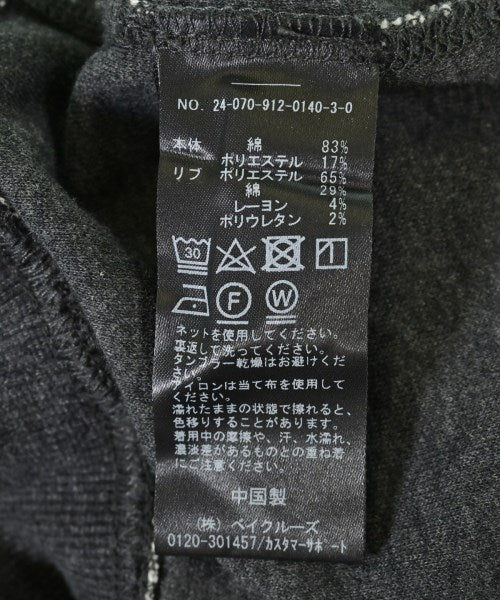 NO. 24-070-912-0140-3-0
本体 綿 83%
ポリエステル 17%
リブ ポリエステル 65%
綿 29%
レーヨン 4%
ポリウレタン 2%
30
F W
ネットを使用してください。
裏返して洗ってください。
タンブラー乾燥はお避けくだ
さい。
アイロンは当て布を使用して
ください。
濡れたままの状態で擦れると、
色移りすることがあります。
着用中の摩擦や、汗、水濡れ、
濃淡差があるものとの重ね着
にご注意ください。
中国製
(株) ベイクルーズ
0120-301457/カスタマーサポート